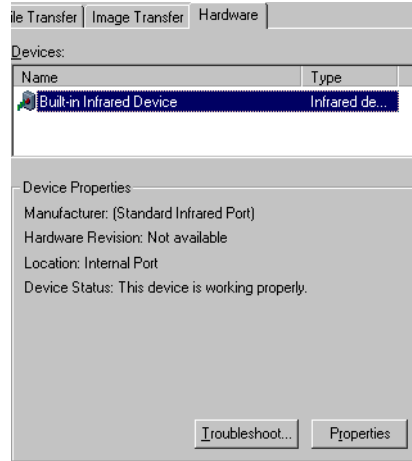 le Transfer Image Transfer Hardware
Devices:
Name Type
Built-in Infrared Device Infrared de...
Device Properties
Manufacturer: (Standard Infrared Port)
Hardware Revision: Not available
Location: Internal Port
Device Status: This device is working properly.
Troubleshoot... Properties